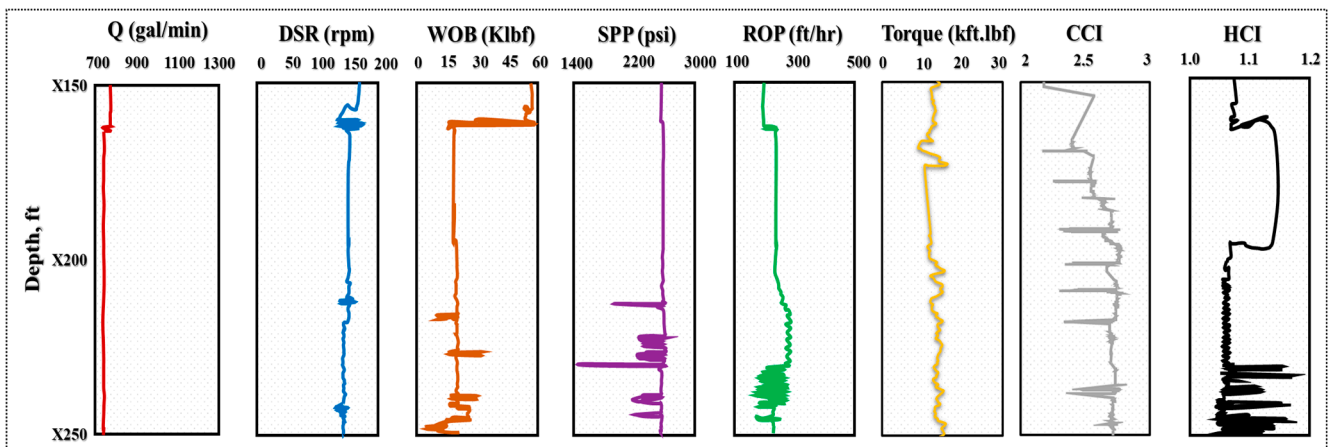 Q (gal/min) DSR (rpm) WOB (Klbf) SPP (psi) ROP (ft/hr) Torque (kft.lbf) CCI HCI
700 900 1100 1300 0 50 100 150 200 0 15 30 45 60 1400 2200 3000 100 300 500 0 10 20 30 2 2.5 3 1.0 1.1 1.2
X150
X200
X250
Depth, ft